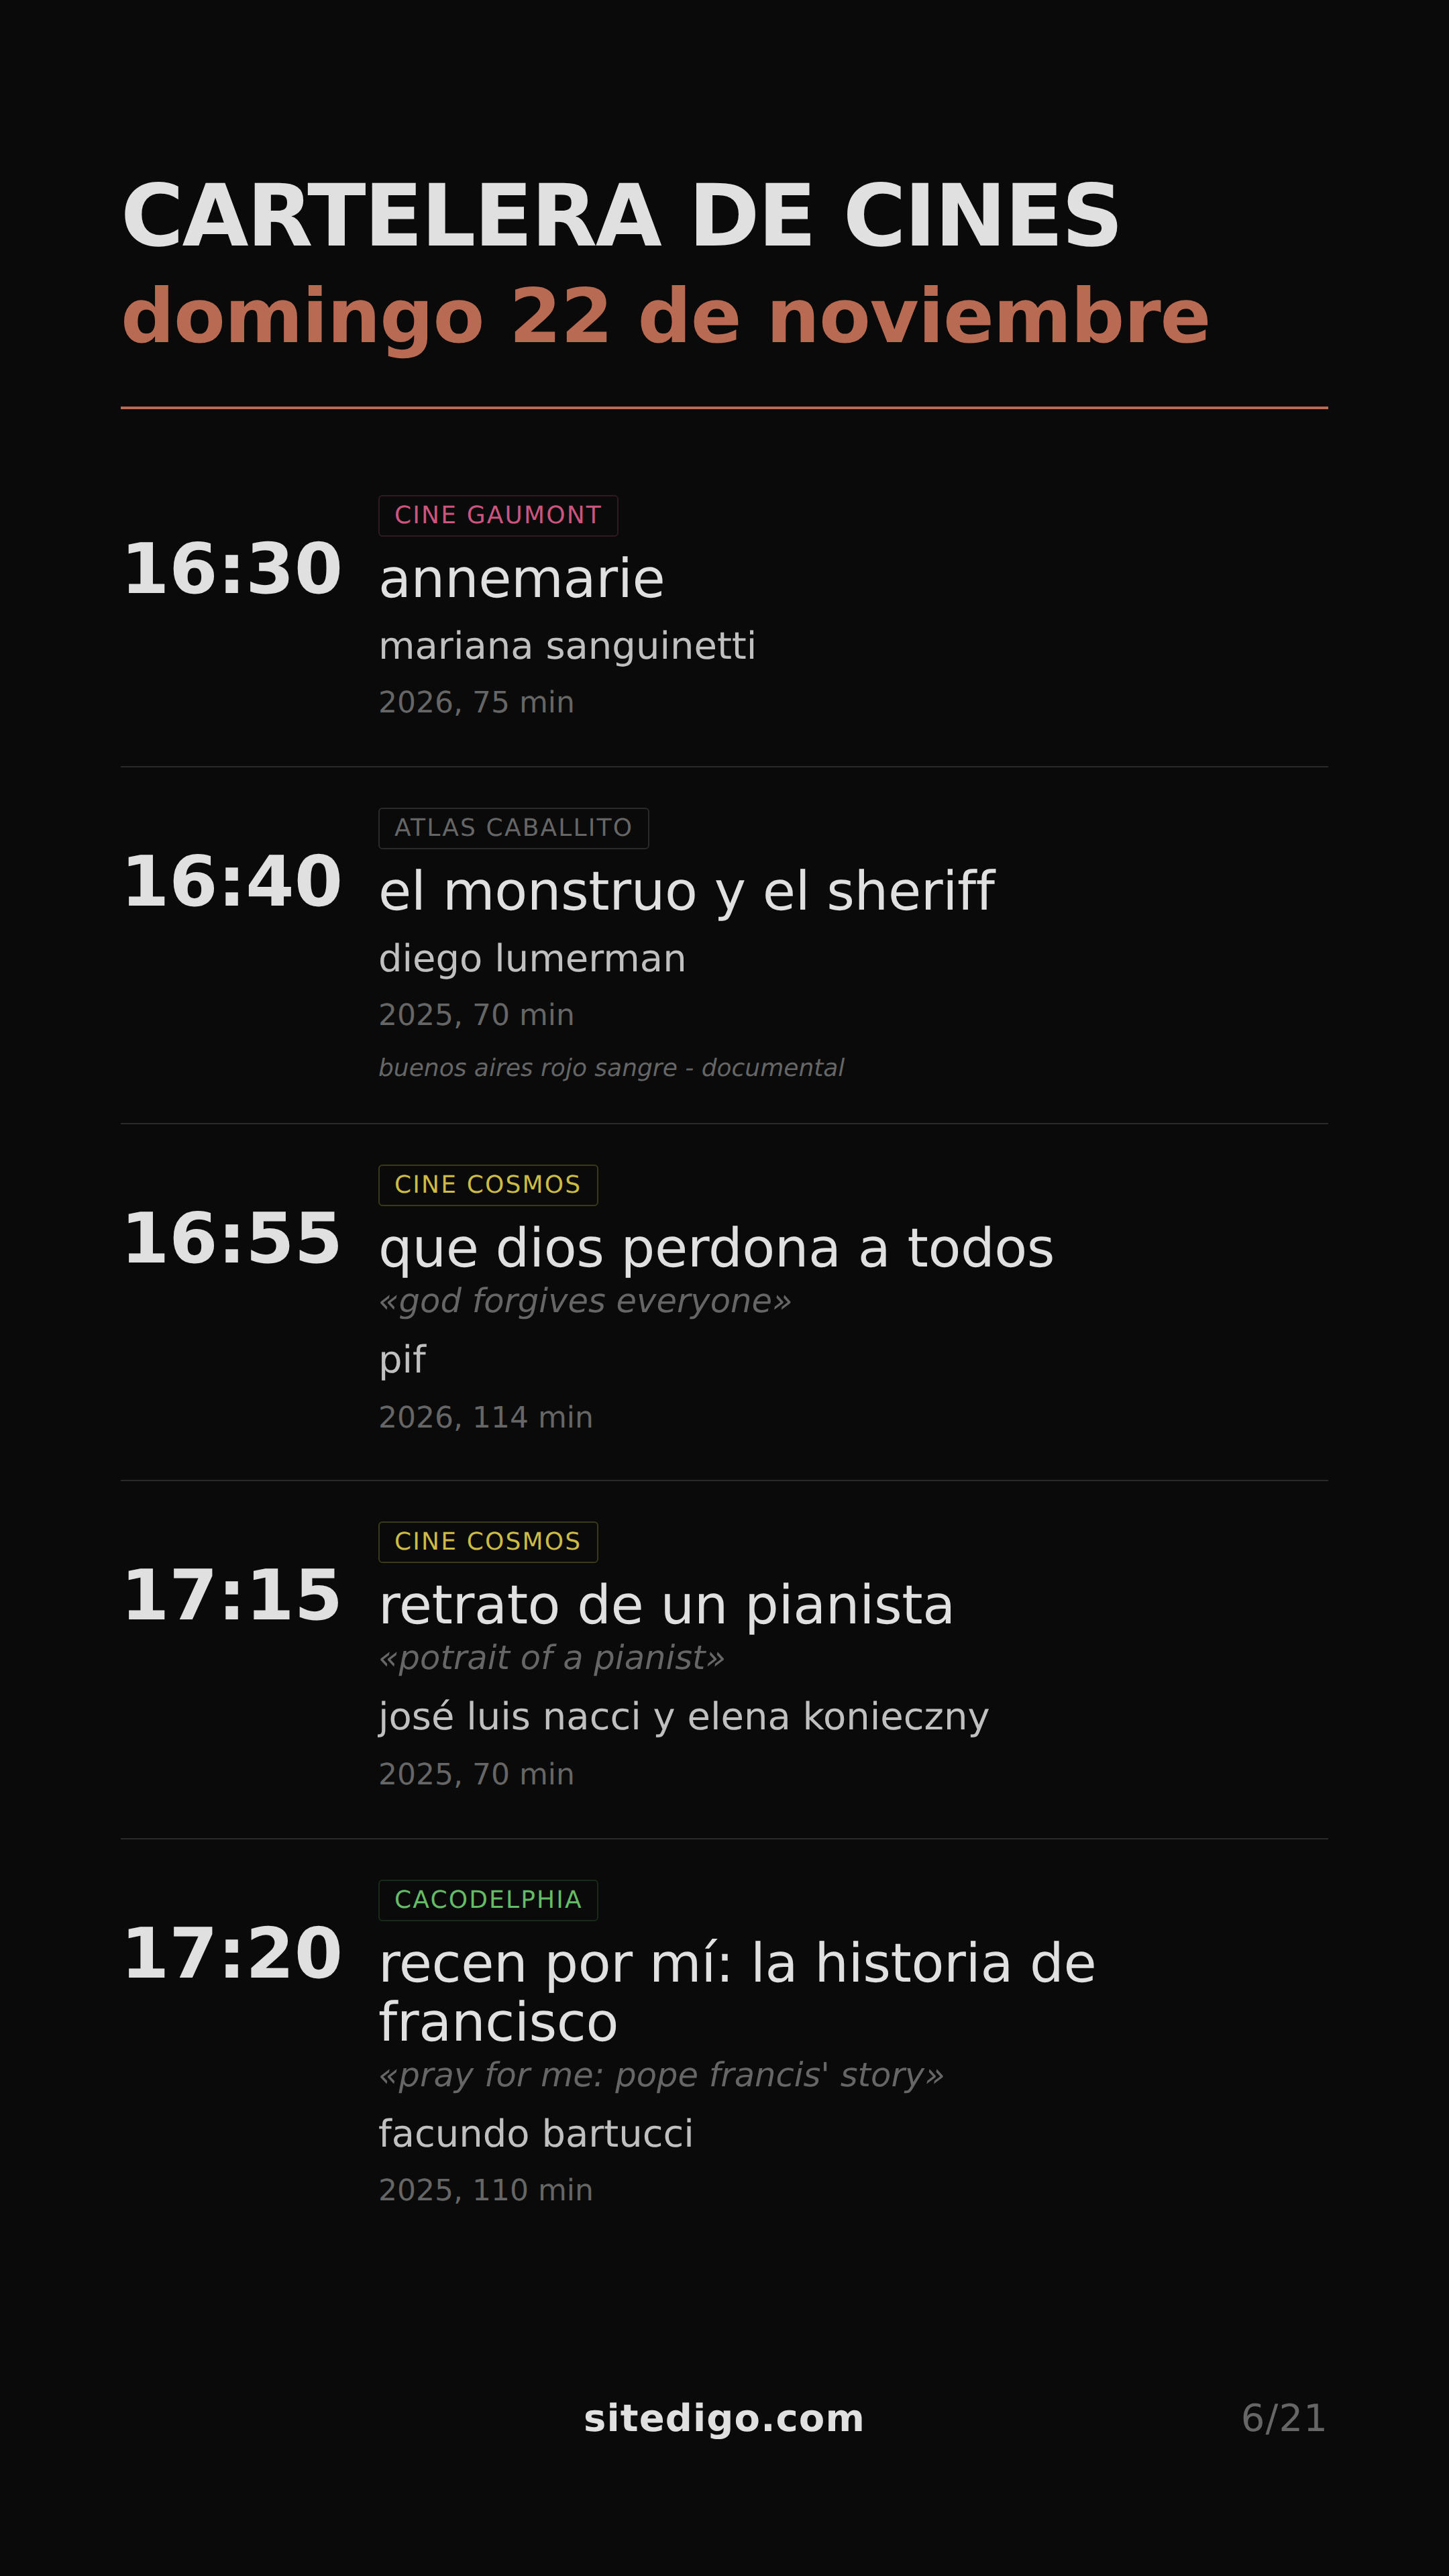 CARTELERA DE CINES
domingo 22 de noviembre
CINE GAUMONT
16:30
annemarie
mariana sanguinetti
2026, 75 min
ATLAS CABALLITO
16:40
el monstruo y el sheriff
diego lumerman
2025, 70 min
buenos aires rojo sangre - documental
CINE COSMOS
16:55
que dios perdona a todos
«god forgives everyone»
pif
2026, 114 min
CINE COSMOS
17:15
retrato de un pianista
«potrait of a pianist»
josé luis nacci y elena konieczny
2025, 70 min
CACODELPHIA
17:20
recen por mí: la historia de
francisco
«pray for me: pope francis' story»
facundo bartucci
2025, 110 min
sitedigo.com
6/21